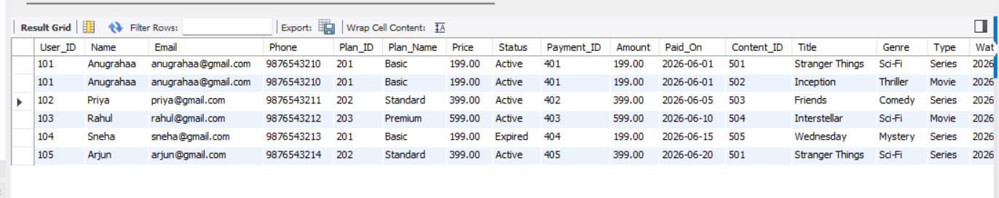 Result Grid Filter Rows: Export: Wrap Cell Content:
User_ID Name Email Phone Plan_ID Plan_Name Price Status Payment_ID Amount Paid_On Content_ID Title Genre Type Wat
101 Anugrahaa anugrahaa@gmail.com 9876543210 201 Basic 199.00 Active 401 199.00 2026-06-01 501 Stranger Things Sci-Fi Series 2026
101 Anugrahaa anugrahaa@gmail.com 9876543210 201 Basic 199.00 Active 401 199.00 2026-06-01 502 Inception Thriller Movie 2026
102 Priya priya@gmail.com 9876543211 202 Standard 399.00 Active 402 399.00 2026-06-05 503 Friends Comedy Series 2026
103 Rahul rahul@gmail.com 9876543212 203 Premium 599.00 Active 403 599.00 2026-06-10 504 Interstellar Sci-Fi Movie 2026
104 Sneha sneha@gmail.com 9876543213 201 Basic 199.00 Expired 404 199.00 2026-06-15 505 Wednesday Mystery Series 2026
105 Arjun arjun@gmail.com 9876543214 202 Standard 399.00 Active 405 399.00 2026-06-20 501 Stranger Things Sci-Fi Series 2026